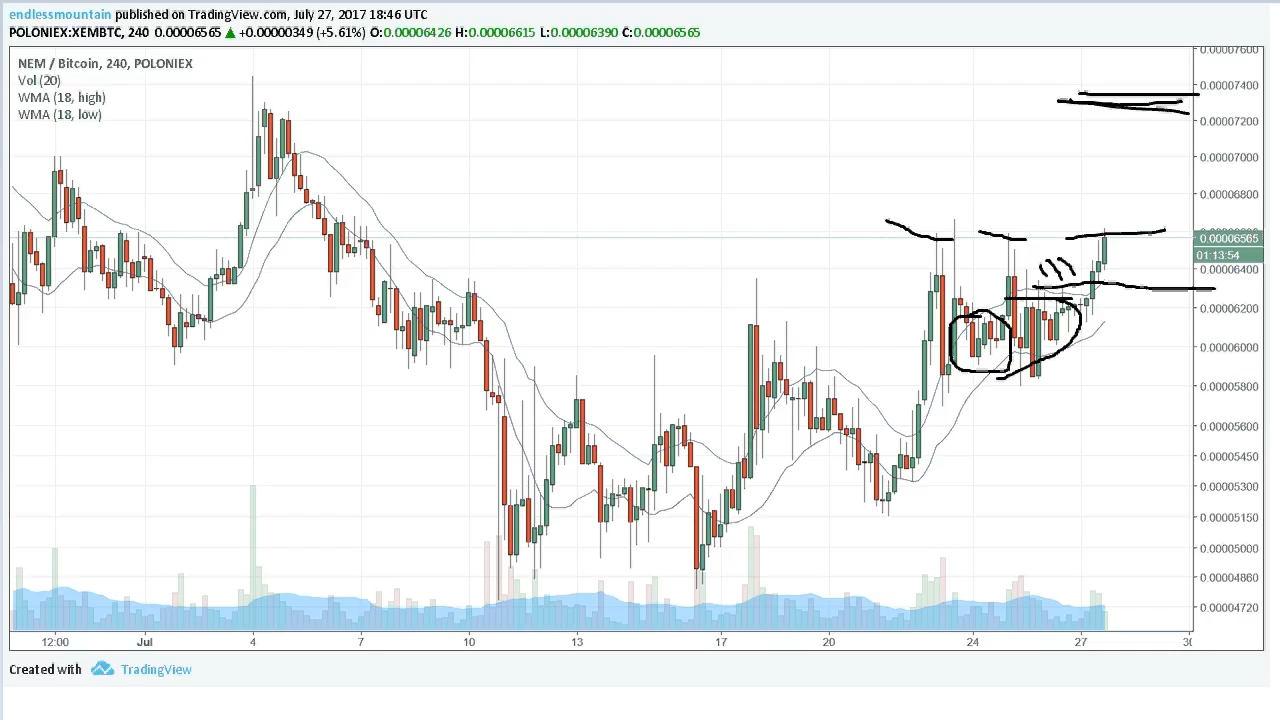 endlessmountain published on TradingView.com, July 27, 2017 18:46 UTC
POLONIEX:XEMBTC, 240 0.00006565 ▲ +0.00000349 (+5.61%) O:0.00006426 H:0.00006615 L:0.00006390 C:0.00006565
NEM / Bitcoin, 240, POLONIEX
Vol (20)
WMA (18, high)
WMA (18, low)
0.00007600
0.00007400
0.00007200
0.00007000
0.00006800
0.00006565
01:13:54
0.00006400
0.00006200
0.00006000
0.00005800
0.00005600
0.00005450
0.00005300
0.00005150
0.00005000
0.00004860
0.00004720
12:00 Jul 4 7 10 13 17 20 24 27
Created with TradingView